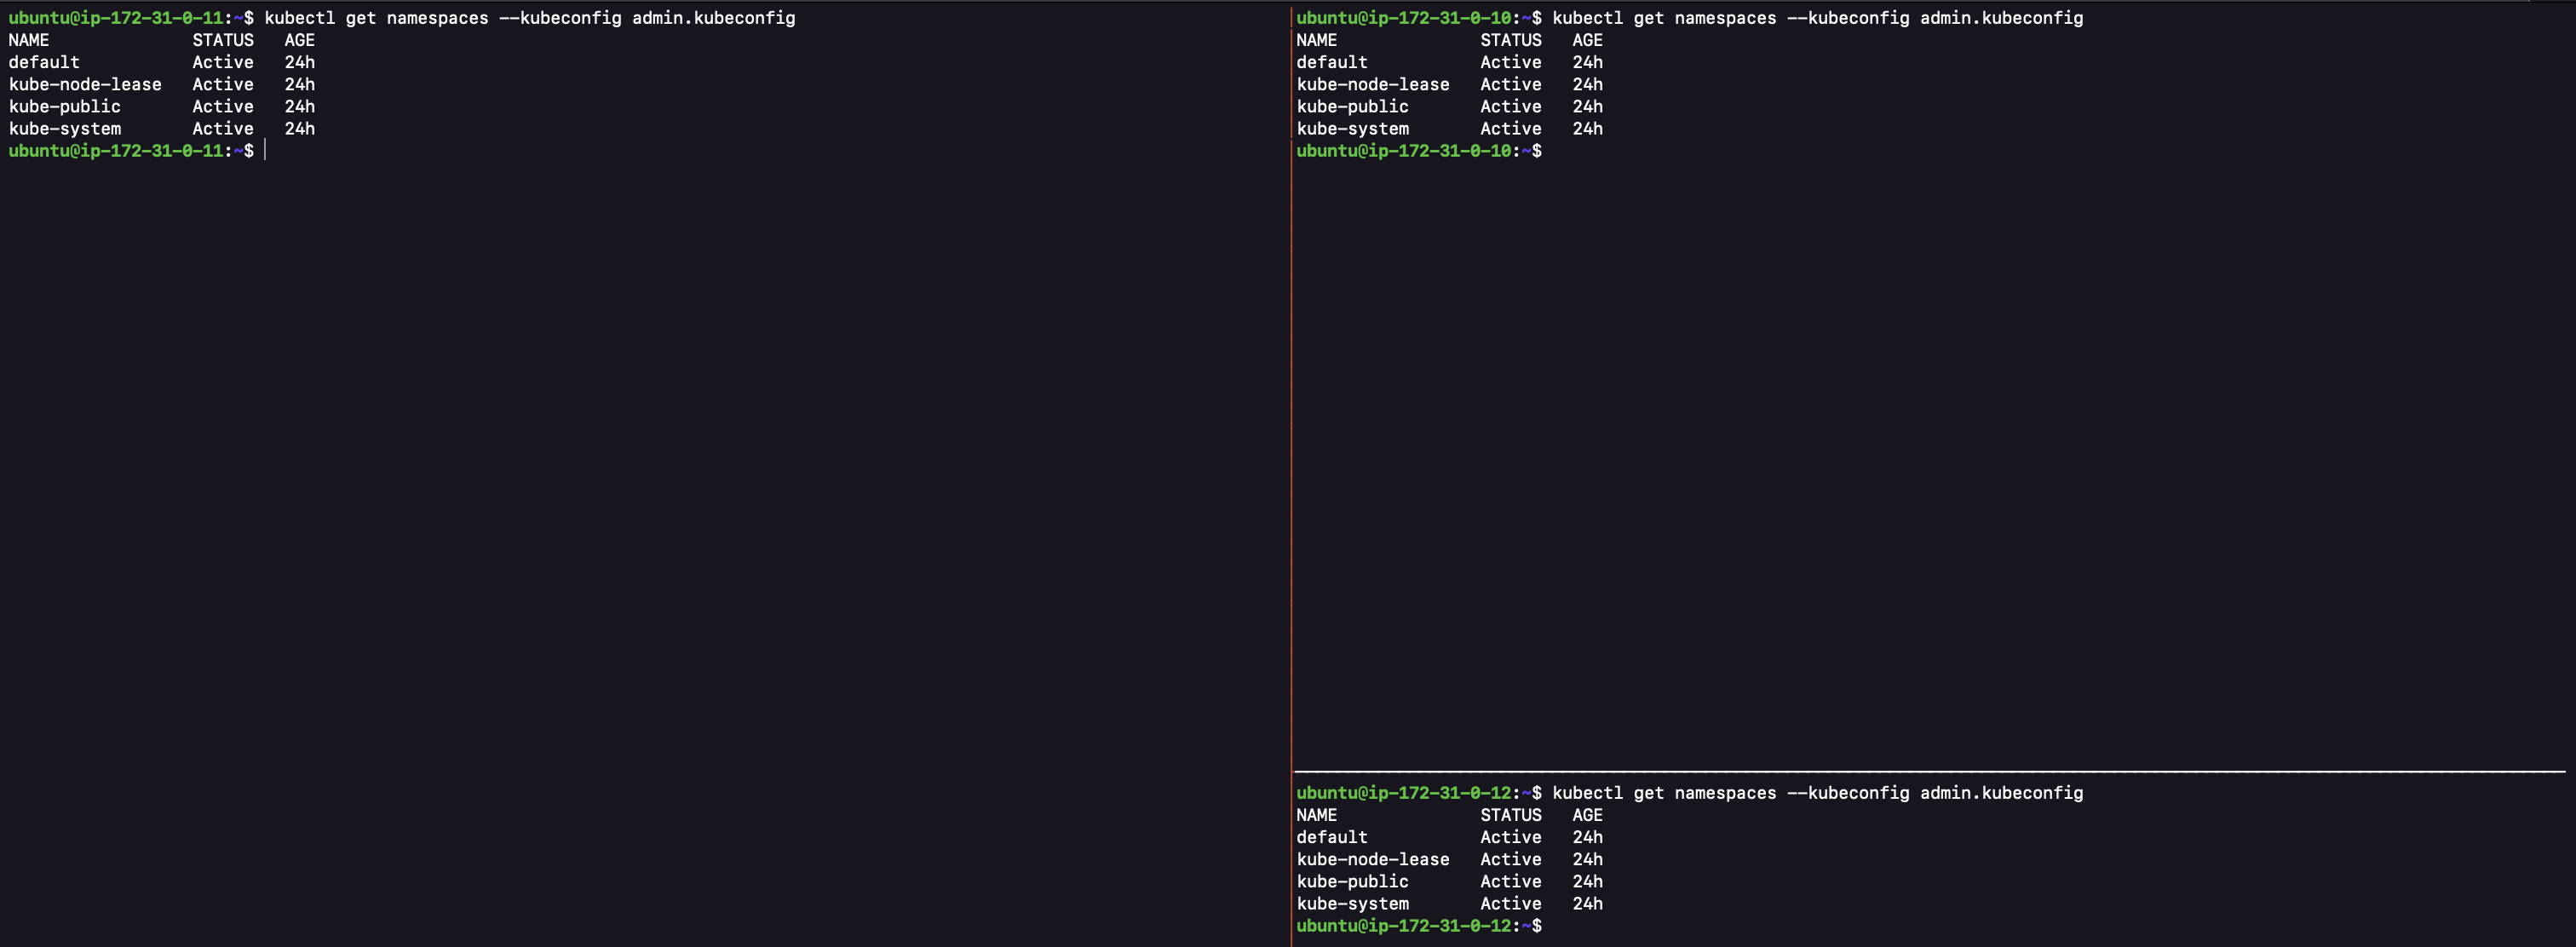 ubuntu@ip-172-31-0-11:~$ kubectl get namespaces --kubeconfig admin.kubeconfig
NAME STATUS AGE
default Active 24h
kube-node-lease Active 24h
kube-public Active 24h
kube-system Active 24h
ubuntu@ip-172-31-0-11:~$
ubuntu@ip-172-31-0-10:~$ kubectl get namespaces --kubeconfig admin.kubeconfig
NAME STATUS AGE
default Active 24h
kube-node-lease Active 24h
kube-public Active 24h
kube-system Active 24h
ubuntu@ip-172-31-0-10:~$
ubuntu@ip-172-31-0-12:~$ kubectl get namespaces --kubeconfig admin.kubeconfig
NAME STATUS AGE
default Active 24h
kube-node-lease Active 24h
kube-public Active 24h
kube-system Active 24h
ubuntu@ip-172-31-0-12:~$